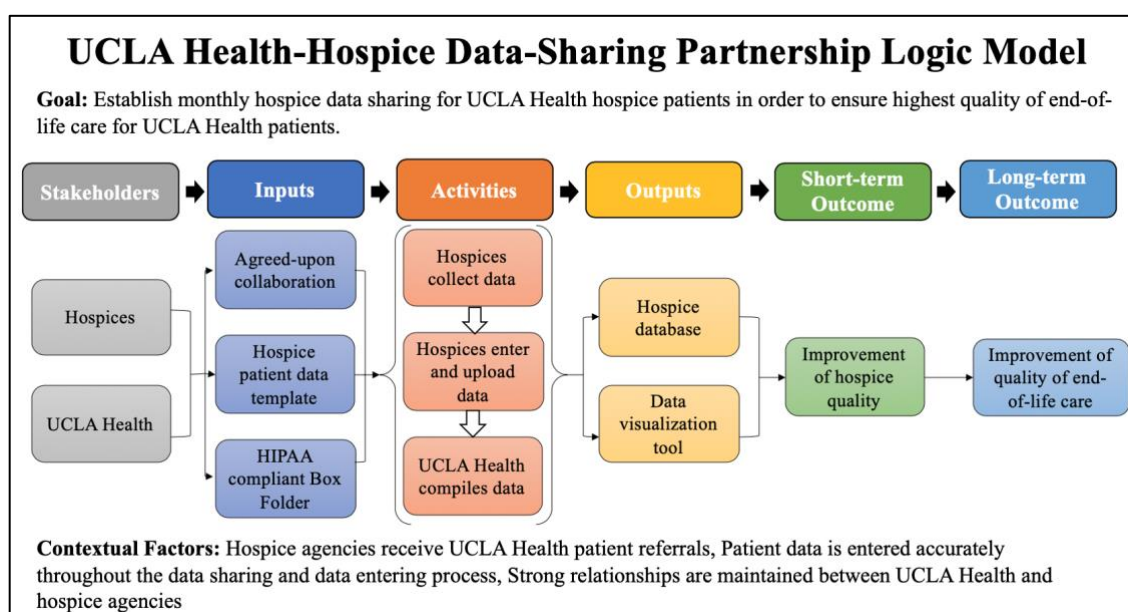 UCLA Health-Hospice Data-Sharing Partnership Logic Model
Goal: Establish monthly hospice data sharing for UCLA Health hospice patients in order to ensure highest quality of end-of-
life care for UCLA Health patients.
Stakeholders
Inputs
Activities
Outputs
Short-term
Outcome
Long-term
Outcome
Hospices
UCLA Health
Agreed-upon
collaboration
Hospice
patient data
template
HIPAA
compliant Box
Folder
Hospices
collect data
Hospices enter
and upload
data
UCLA Health
compiles data
Hospice
database
Data
visualization
tool
Improvement
of hospice
quality
Improvement of
quality of end-
of-life care
Contextual Factors: Hospice agencies receive UCLA Health patient referrals, Patient data is entered accurately
throughout the data sharing and data entering process, Strong relationships are maintained between UCLA Health and
hospice agencies